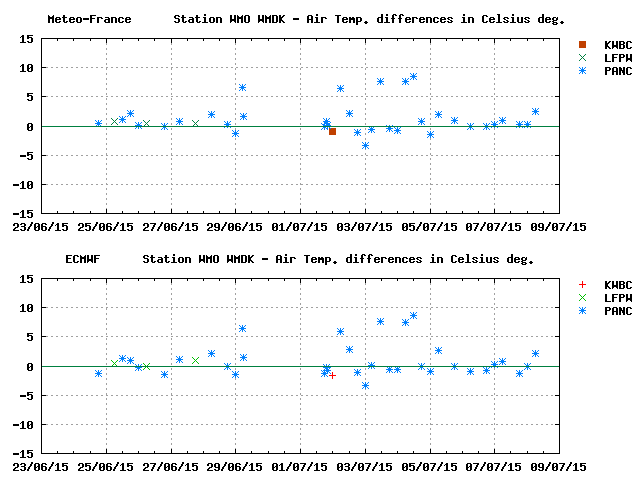 Meteo-France Station WMO WMDK - Air Temp. differences in Celsius deg.
15
10
5
0
-5
-10
-15
23/06/15 25/06/15 27/06/15 29/06/15 01/07/15 03/07/15 05/07/15 07/07/15 09/07/15
KWBC
LFPW
PANC
ECMWF Station WMO WMDK - Air Temp. differences in Celsius deg.
15
10
5
0
-5
-10
-15
23/06/15 25/06/15 27/06/15 29/06/15 01/07/15 03/07/15 05/07/15 07/07/15 09/07/15
KWBC
LFPW
PANC